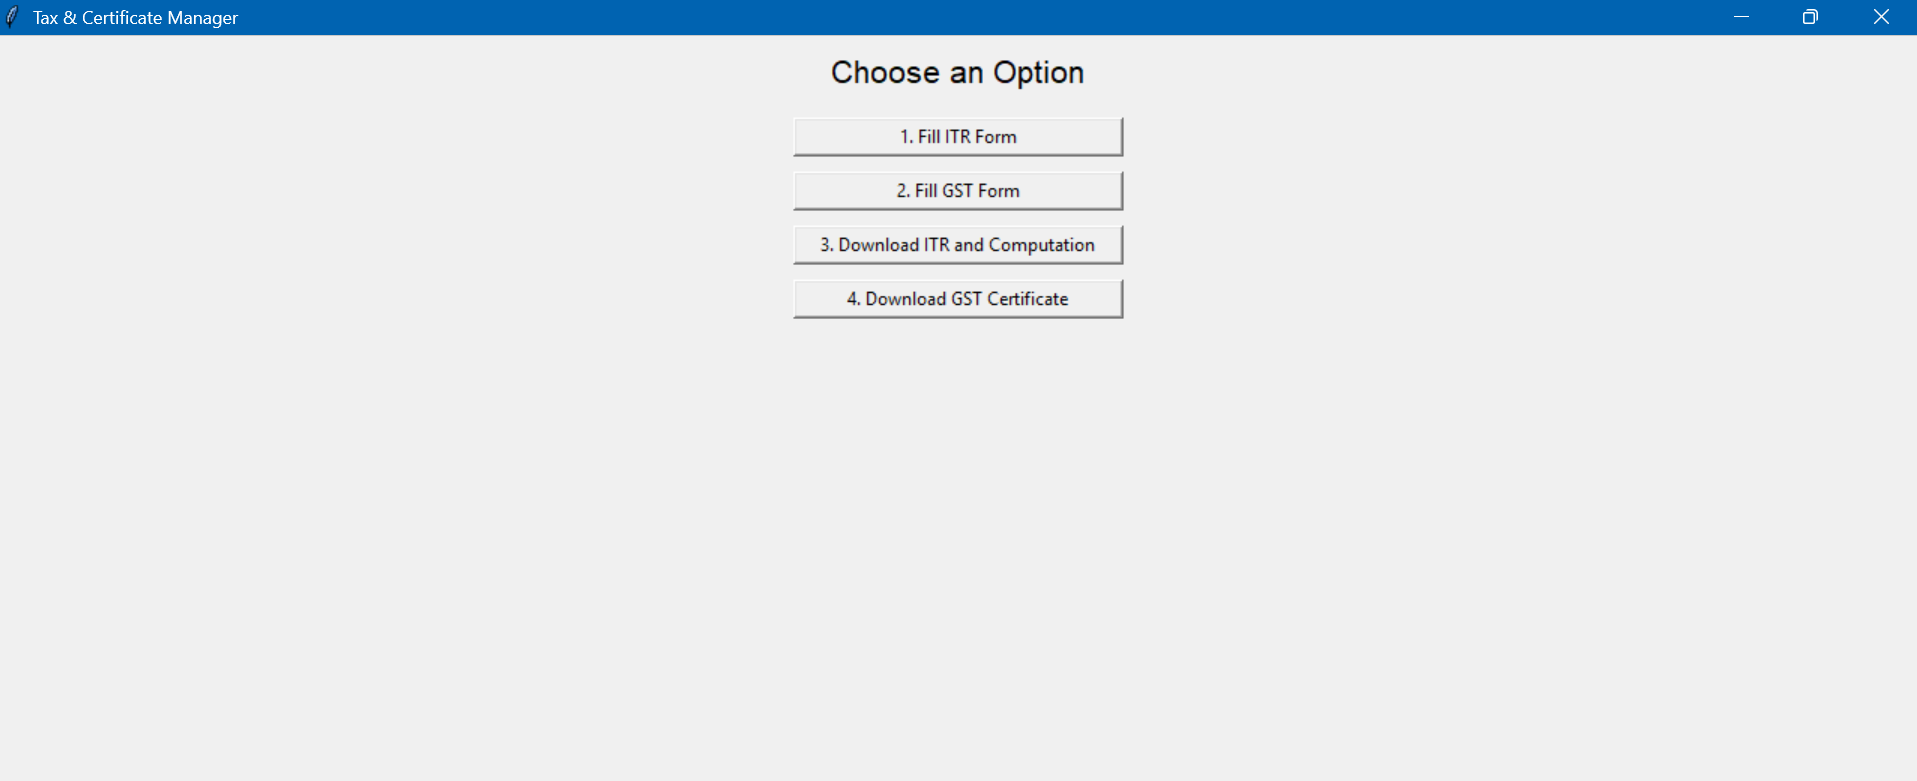 Tax & Certificate Manager
Choose an Option
1. Fill ITR Form
2. Fill GST Form
3. Download ITR and Computation
4. Download GST Certificate